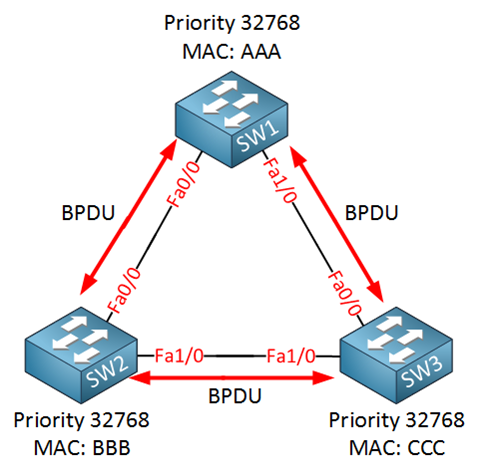 Priority 32768
MAC: AAA
SW1
Fa0/0
Fa1/0
BPDU
BPDU
Fa0/0
Fa0/0
SW2
Fa1/0
Fa1/0
SW3
BPDU
Priority 32768
MAC: BBB
Priority 32768
MAC: CCC